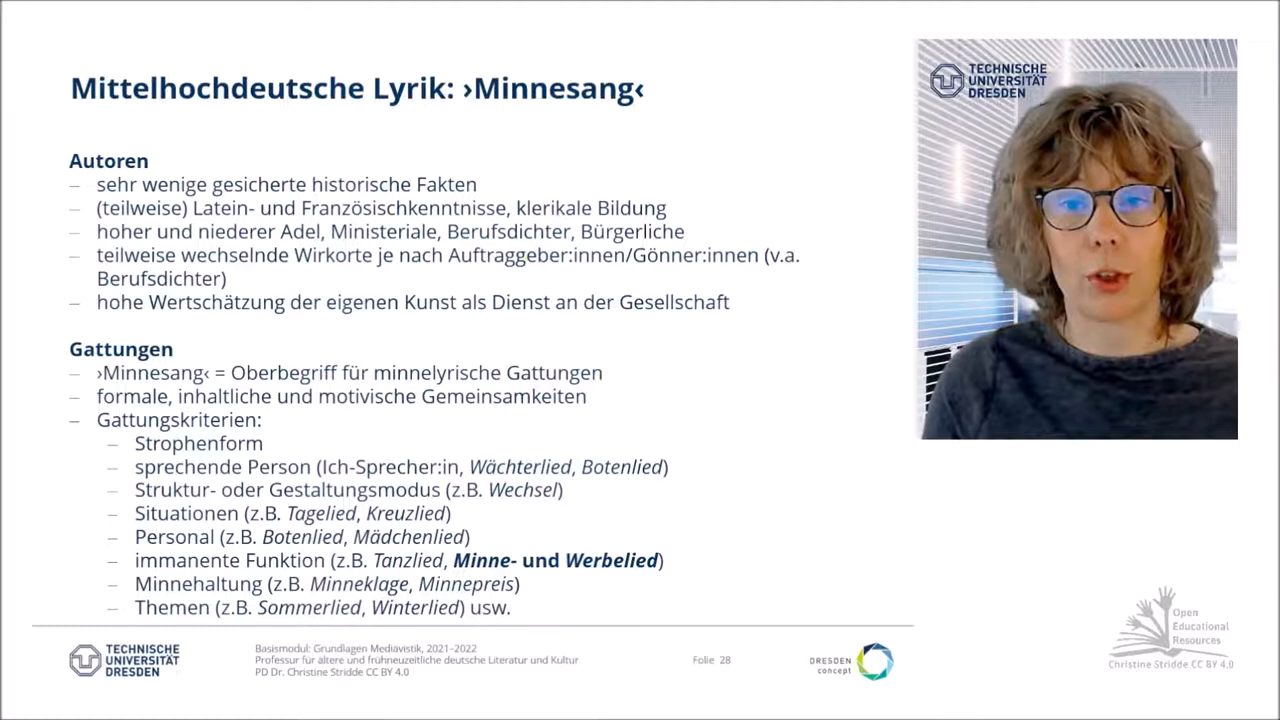 Mittelhochdeutsche Lyrik: ›Minnesang‹
Autoren
– sehr wenige gesicherte historische Fakten
– (teilweise) Latein- und Französischkenntnisse, klerikale Bildung
– hoher und niederer Adel, Ministeriale, Berufsdichter, Bürgerliche
– teilweise wechselnde Wirkorte je nach Auftraggeber:innen/Gönner:innen (v.a.
Berufsdichter)
– hohe Wertschätzung der eigenen Kunst als Dienst an der Gesellschaft
Gattungen
– ›Minnesang‹ = Oberbegriff für minnelyrische Gattungen
– formale, inhaltliche und motivische Gemeinsamkeiten
– Gattungskriterien:
– Strophenform
– sprechende Person (Ich-Sprecher:in, Wächterlied, Botenlied)
– Struktur- oder Gestaltungsmodus (z.B. Wechsel)
– Situationen (z.B. Tagelied, Kreuzlied)
– Personal (z.B. Botenlied, Mädchenlied)
– immanente Funktion (z.B. Tanzlied, Minne- und Werbelied)
– Minnehaltung (z.B. Minneklage, Minnepreis)
– Themen (z.B. Sommerlied, Winterlied) usw.
TECHNISCHE
UNIVERSITÄT
DRESDEN
TECHNISCHE
UNIVERSITÄT
DRESDEN
Basismodul: Grundlagen Mediavistik, 2021–2022
Professur für ältere und frühneuzeitliche deutsche Literatur und Kultur
PD Dr. Christine Stridde CC BY 4.0
Folie 28
DRESDEN
concept
Open
Educational
Resources
Christine Stridde CC BY 4.0